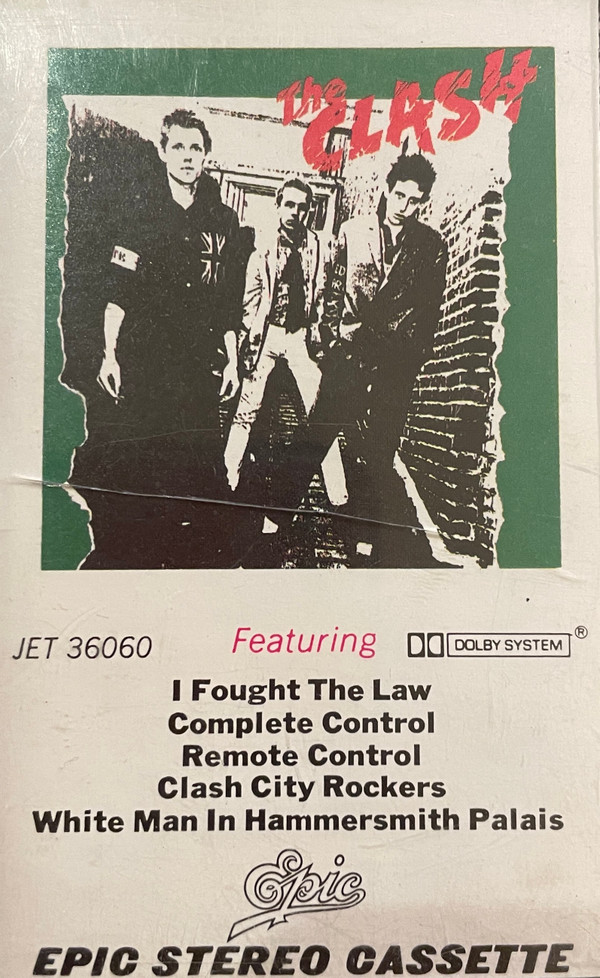 The CLASH
JET 36060 Featuring DOLBY SYSTEM ®
I Fought The Law
Complete Control
Remote Control
Clash City Rockers
White Man In Hammersmith Palais
Epic
EPIC STEREO CASSETTE